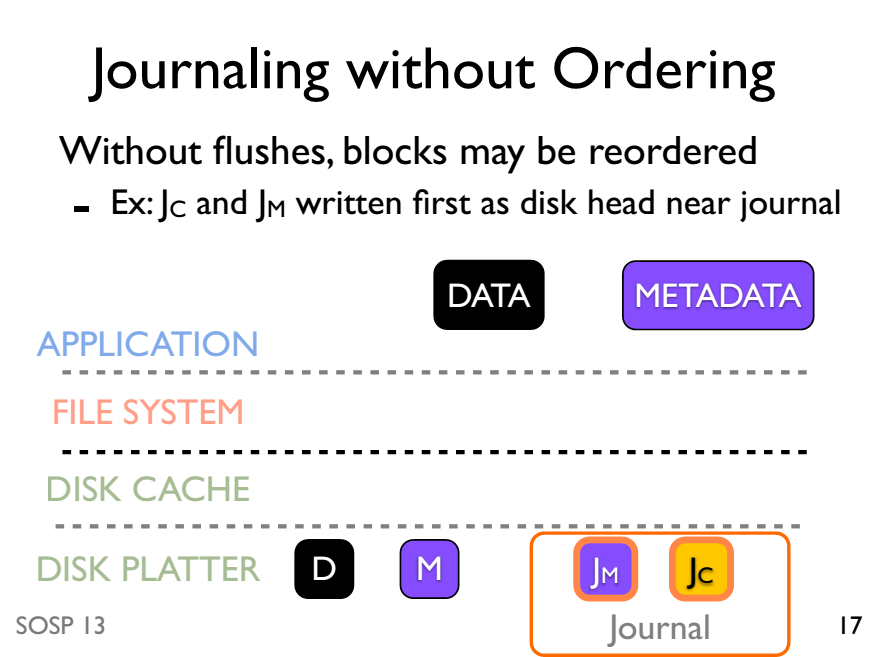 Journaling without Ordering
Without flushes, blocks may be reordered
- Ex: JC and JM written first as disk head near journal
DATA METADATA
APPLICATION
FILE SYSTEM
DISK CACHE
DISK PLATTER D M JM JC
SOSP 13 Journal 17